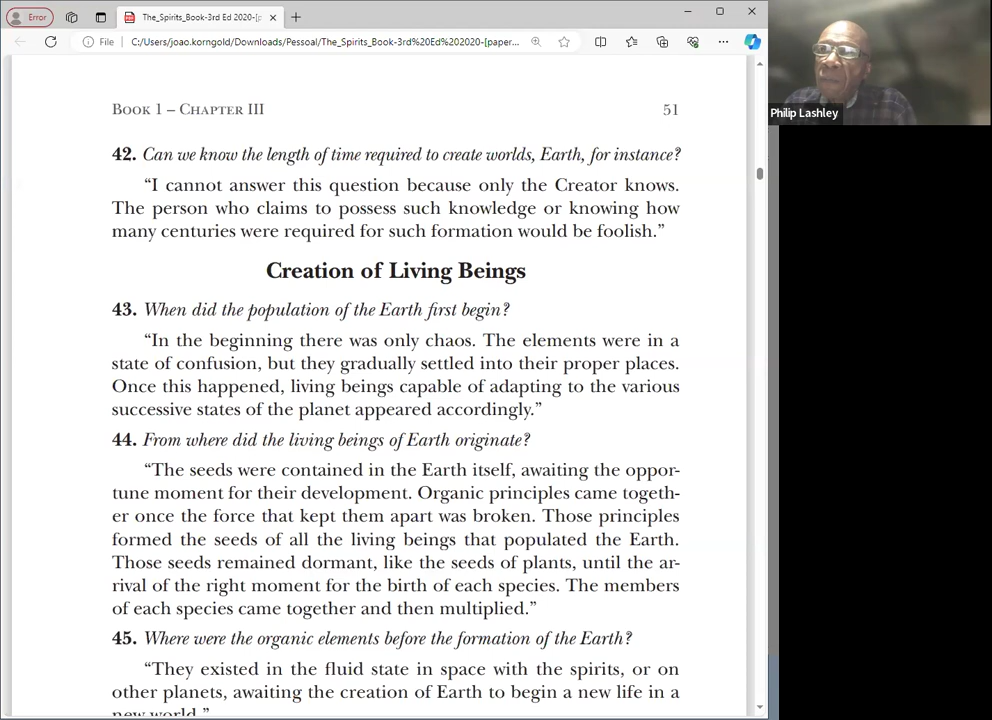 Error
The_Spirits_Book-3rd Ed 2020-[p
File
C:/Users/joao.korngold/Downloads/Pessoal/The_Spirits_Book-3rd%20Ed%202020-[paper...
Philip Lashley
BOOK 1 – CHAPTER III 51
42. Can we know the length of time required to create worlds, Earth, for instance?
“I cannot answer this question because only the Creator knows.
The person who claims to possess such knowledge or knowing how
many centuries were required for such formation would be foolish.”
Creation of Living Beings
43. When did the population of the Earth first begin?
“In the beginning there was only chaos. The elements were in a
state of confusion, but they gradually settled into their proper places.
Once this happened, living beings capable of adapting to the various
successive states of the planet appeared accordingly.”
44. From where did the living beings of Earth originate?
“The seeds were contained in the Earth itself, awaiting the oppor-
tune moment for their development. Organic principles came togeth-
er once the force that kept them apart was broken. Those principles
formed the seeds of all the living beings that populated the Earth.
Those seeds remained dormant, like the seeds of plants, until the ar-
rival of the right moment for the birth of each species. The members
of each species came together and then multiplied.”
45. Where were the organic elements before the formation of the Earth?
“They existed in the fluid state in space with the spirits, or on
other planets, awaiting the creation of Earth to begin a new life in a
new world.”